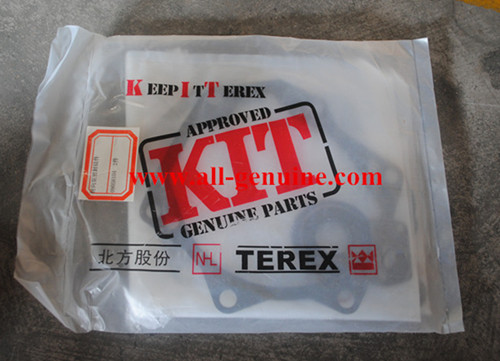 KEEP IT TEREX
APPROVED
KIT
GENUINE PARTS
www.all-genuine.com
北方股份 NHL TEREX